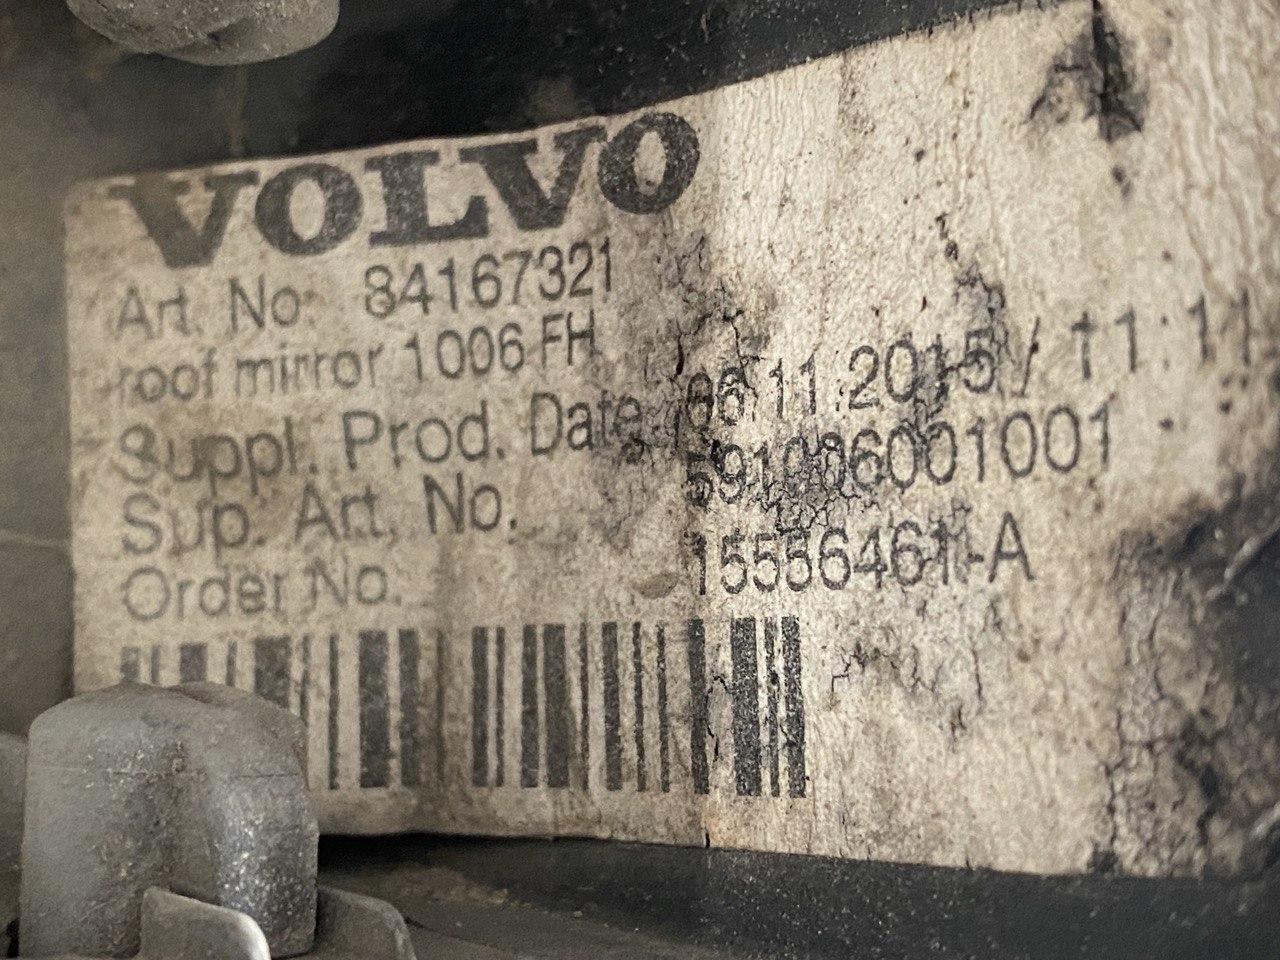 VOLVO
Art. No: 84167321
roof mirror 1006 FH
Suppl. Prod. Date 06.11.2015 / 11:11
Sup. Art. No. 591006001001
Order No. 15556461-A